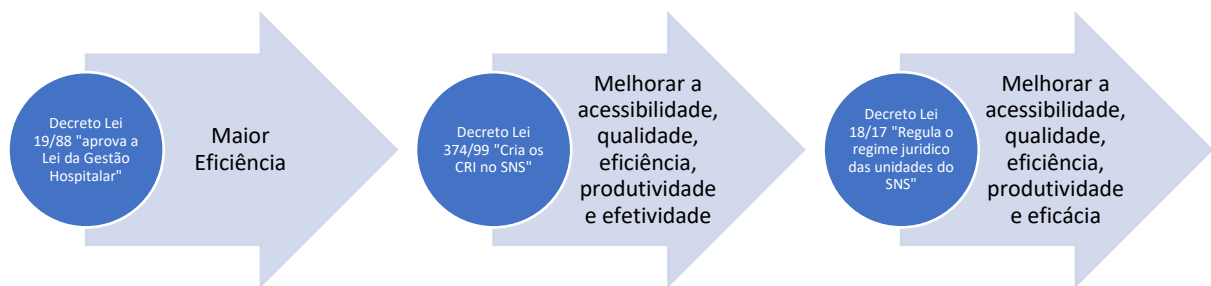 Decreto Lei
19/88 "aprova a
Lei da Gestão
Hospitalar"
Maior
Eficiência
Decreto Lei
374/99 "Cria os
CRI no SNS"
Melhorar a
acessibilidade,
qualidade,
eficiência,
produtividade
e efetividade
Decreto Lei
18/17 "Regula o
regime juridico
das unidades do
SNS"
Melhorar a
acessibilidade,
qualidade,
eficiência,
produtividade
e eficácia